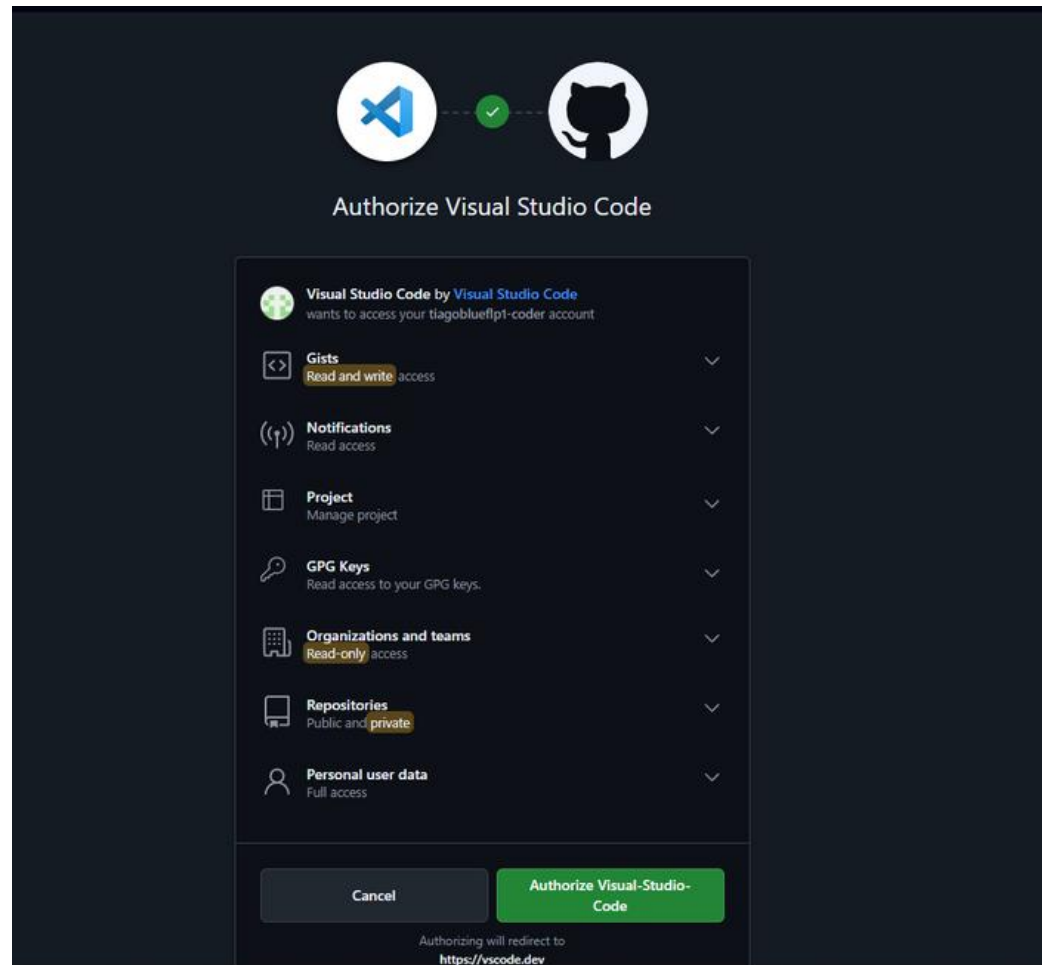 Authorize Visual Studio Code
Visual Studio Code by Visual Studio Code
wants to access your tiagoblueflp1-coder account
Gists
Read and write access
Notifications
Read access
Project
Manage project
GPG Keys
Read access to your GPG keys.
Organizations and teams
Read-only access
Repositories
Public and private
Personal user data
Full access
Cancel
Authorize Visual-Studio-
Code
Authorizing will redirect to
https://vscode.dev